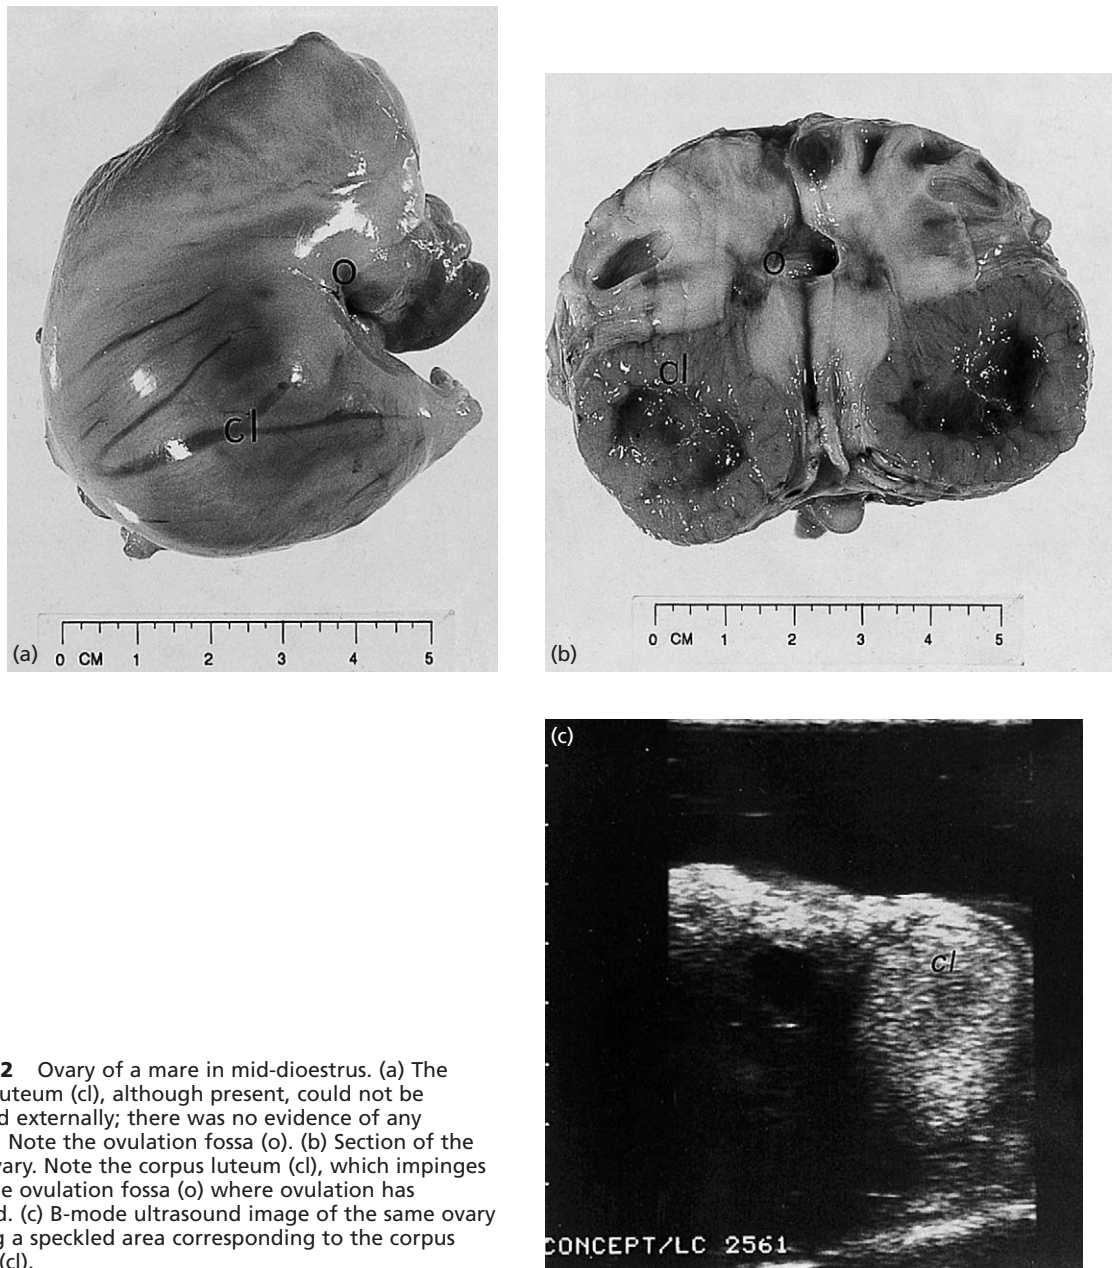 O
cl
(a)
0 CM 1 2 3 4 5
O
cl
(b)
0 CM 1 2 3 4 5
(c)
cl
CONCEPT/LC 2561
2 Ovary of a mare in mid-dioestrus. (a) The
luteum (cl), although present, could not be
externally; there was no evidence of any
Note the ovulation fossa (o). (b) Section of the
Note the corpus luteum (cl), which impinges
ovulation fossa (o) where ovulation has
(c) B-mode ultrasound image of the same ovary
a speckled area corresponding to the corpus
(cl).